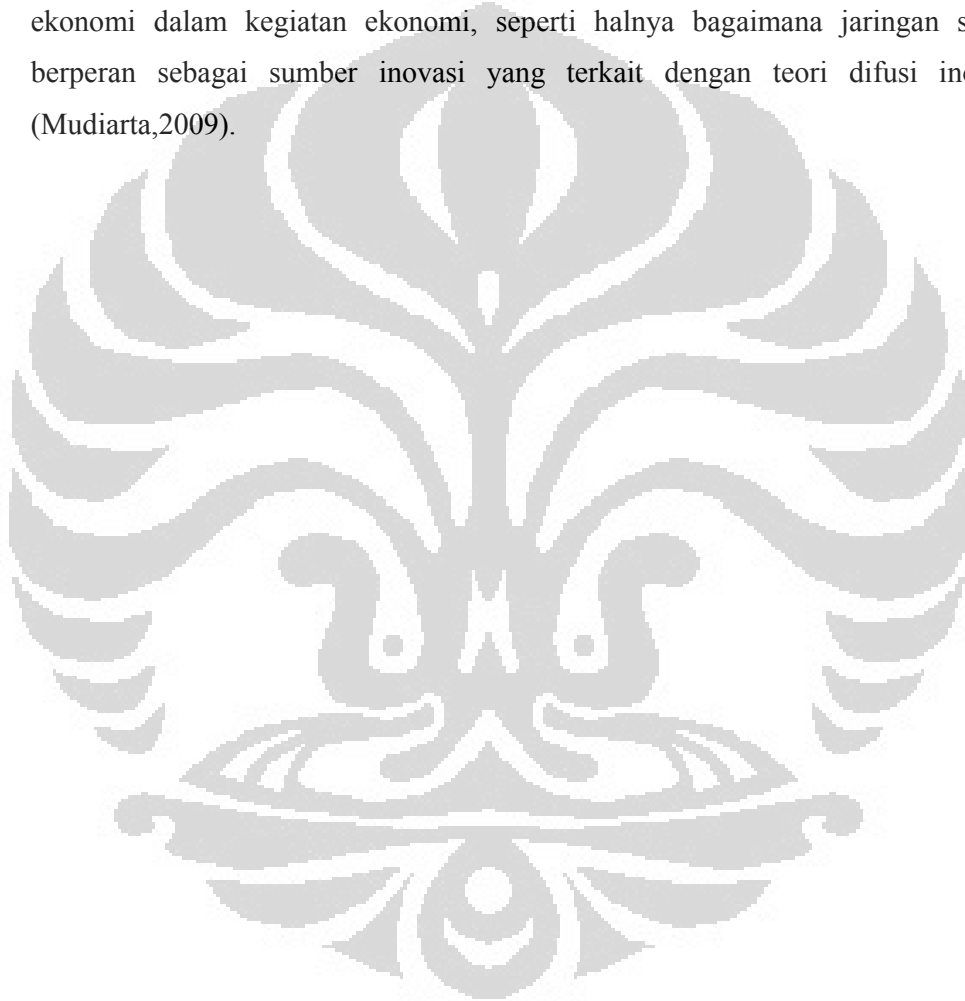 ekonomi dalam kegiatan ekonomi, seperti halnya bagaimana jaringan
berperan sebagai sumber inovasi yang terkait dengan teori difusi
(Mudiarta,2009).